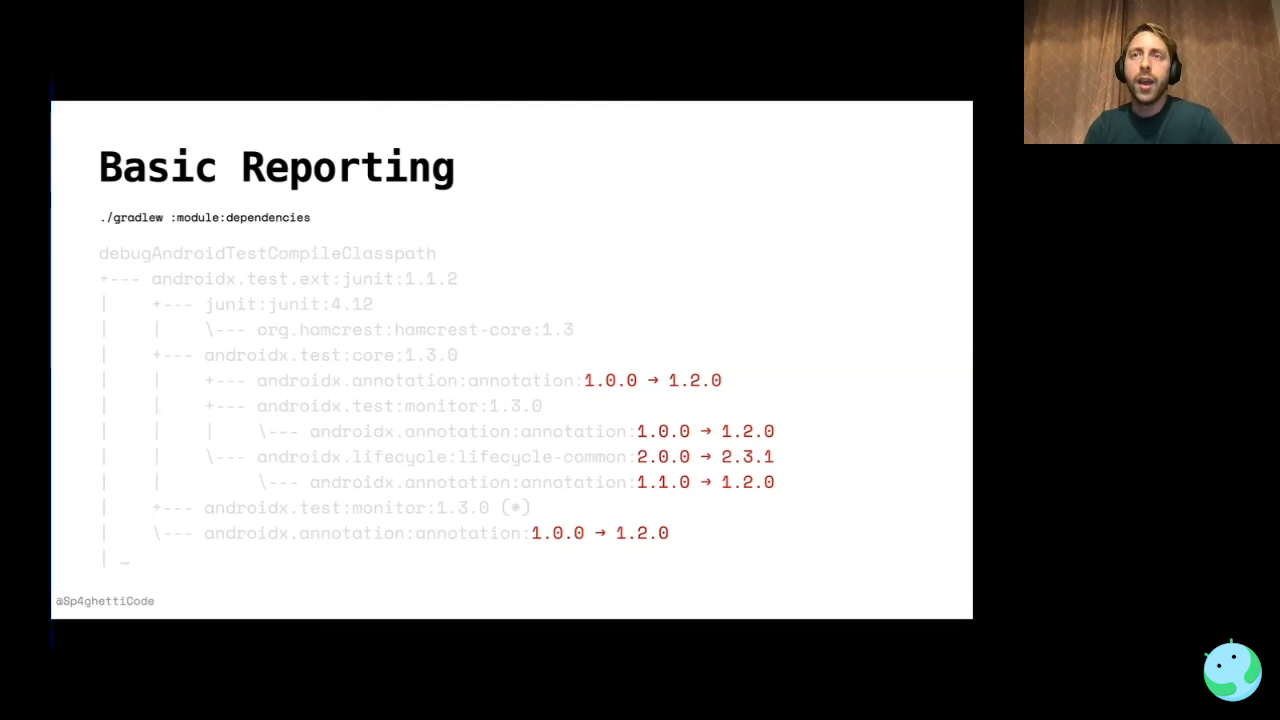 Basic Reporting
./gradlew :module:dependencies
debugAndroidTestCompileClasspath
+--- androidx.test.ext:junit:1.1.2
|    +--- junit:junit:4.12
|    |    \--- org.hamcrest:hamcrest-core:1.3
|    +--- androidx.test:core:1.3.0
|    |    +--- androidx.annotation:annotation:1.0.0 → 1.2.0
|    |    +--- androidx.test:monitor:1.3.0
|    |    |    \--- androidx.annotation:annotation:1.0.0 → 1.2.0
|    |    \--- androidx.lifecycle:lifecycle-common:2.0.0 → 2.3.1
|    |         \--- androidx.annotation:annotation:1.1.0 → 1.2.0
|    +--- androidx.test:monitor:1.3.0 (*)
|    \--- androidx.annotation:annotation:1.0.0 → 1.2.0
| …
@Sp4ghettiCode